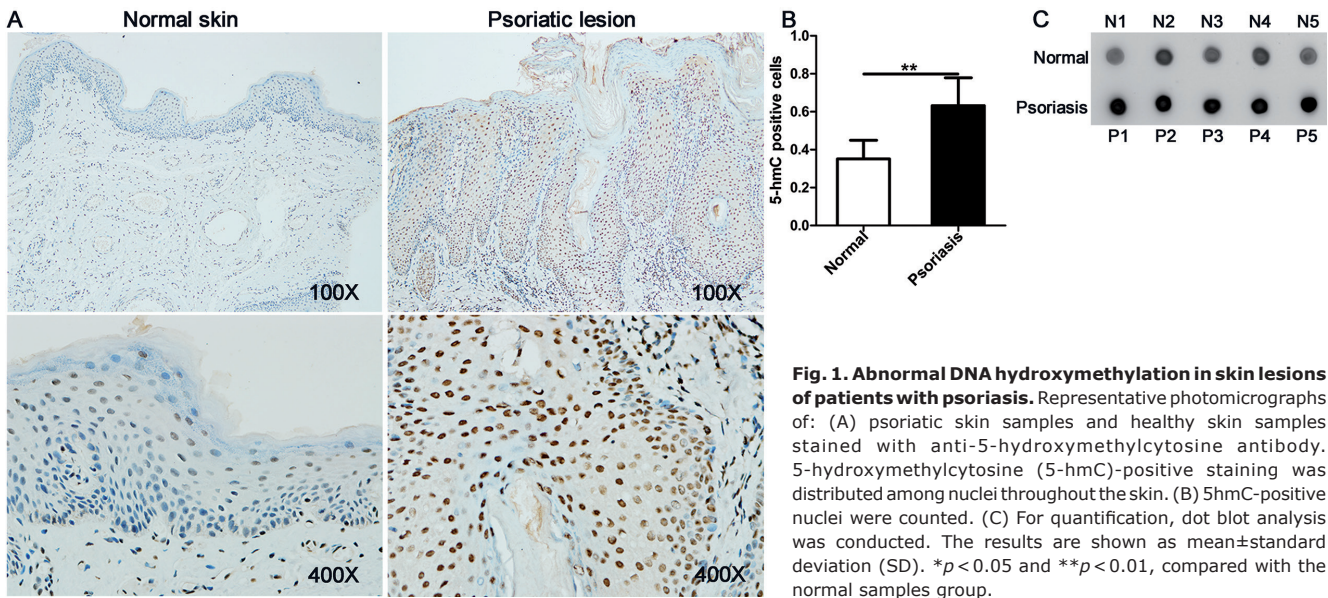 A
Normal skin
Psoriatic lesion
100X
100X
400X
400X
B
5-hmC positive cells
1.0
0.8
0.6
0.4
0.2
0.0
**
Normal
Psoriasis
C
N1 N2 N3 N4 N5
Normal
Psoriasis
P1 P2 P3 P4 P5
Fig. 1. Abnormal DNA hydroxymethylation in skin lesions
of patients with psoriasis. Representative photomicrographs
of: (A) psoriatic skin samples and healthy skin samples
stained with anti-5-hydroxymethylcytosine antibody.
5-hydroxymethylcytosine (5-hmC)-positive staining was
distributed among nuclei throughout the skin. (B) 5hmC-positive
nuclei were counted. (C) For quantification, dot blot analysis
was conducted. The results are shown as mean±standard
deviation (SD). *p<0.05 and **p<0.01, compared with the
normal samples group.